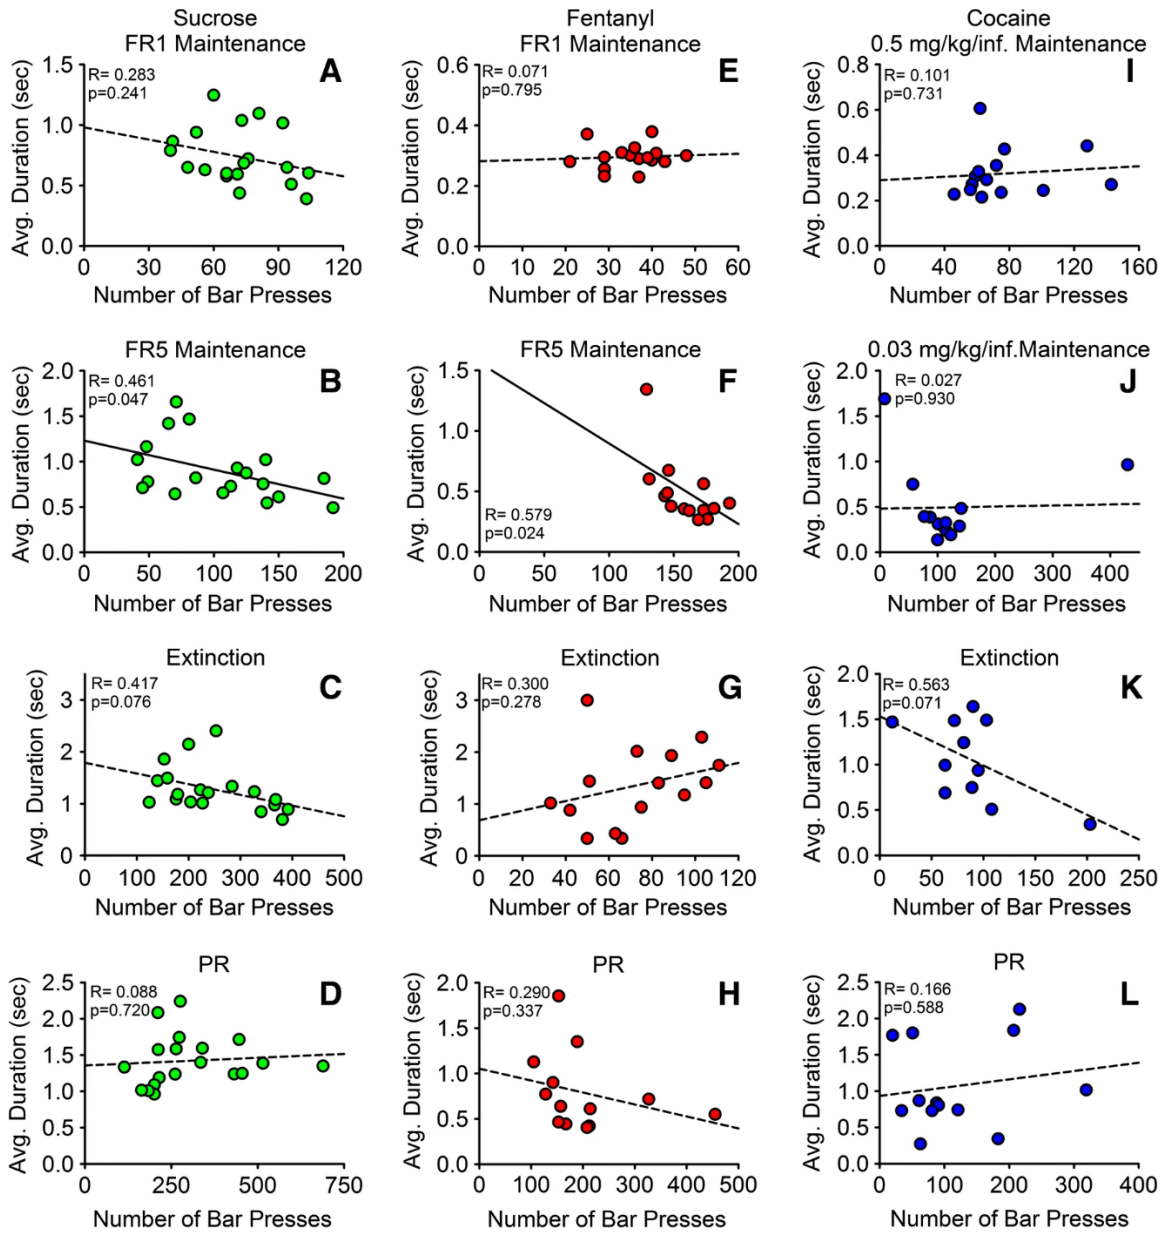 Sucrose
FR1 Maintenance
A
R= 0.283
p=0.241
Avg. Duration (sec)
1.5
1.0
0.5
0.0
0 30 60 90 120
Number of Bar Presses
Fentanyl
FR1 Maintenance
E
R= 0.071
p=0.795
Avg. Duration (sec)
0.6
0.4
0.2
0.0
0 10 20 30 40 50 60
Number of Bar Presses
Cocaine
0.5 mg/kg/inf. Maintenance
I
R= 0.101
p=0.731
Avg. Duration (sec)
0.8
0.6
0.4
0.2
0.0
0 40 80 120 160
Number of Bar Presses
FR5 Maintenance
B
R= 0.461
p=0.047
Avg. Duration (sec)
2.0
1.5
1.0
0.5
0.0
0 50 100 150 200
Number of Bar Presses
FR5 Maintenance
F
R= 0.579
p=0.024
Avg. Duration (sec)
1.5
1.0
0.5
0.0
0 50 100 150 200
Number of Bar Presses
0.03 mg/kg/inf.Maintenance
J
R= 0.027
p=0.930
Avg. Duration (sec)
2.0
1.5
1.0
0.5
0.0
0 100 200 300 400
Number of Bar Presses
Extinction
C
R= 0.417
p=0.076
Avg. Duration (sec)
3
2
1
0
0 100 200 300 400 500
Number of Bar Presses
Extinction
G
R= 0.300
p=0.278
Avg. Duration (sec)
3
2
1
0
0 20 40 60 80 100 120
Number of Bar Presses
Extinction
K
R= 0.563
p=0.071
Avg. Duration (sec)
2.0
1.5
1.0
0.5
0.0
0 50 100 150 200 250
Number of Bar Presses
PR
D
R= 0.088
p=0.720
Avg. Duration (sec)
2.5
2.0
1.5
1.0
0.5
0.0
0 250 500 750
Number of Bar Presses
PR
H
R= 0.290
p=0.337
Avg. Duration (sec)
2.0
1.5
1.0
0.5
0.0
0 100 200 300 400 500
Number of Bar Presses
PR
L
R= 0.166
p=0.588
Avg. Duration (sec)
2.5
2.0
1.5
1.0
0.5
0.0
0 100 200 300 400
Number of Bar Presses